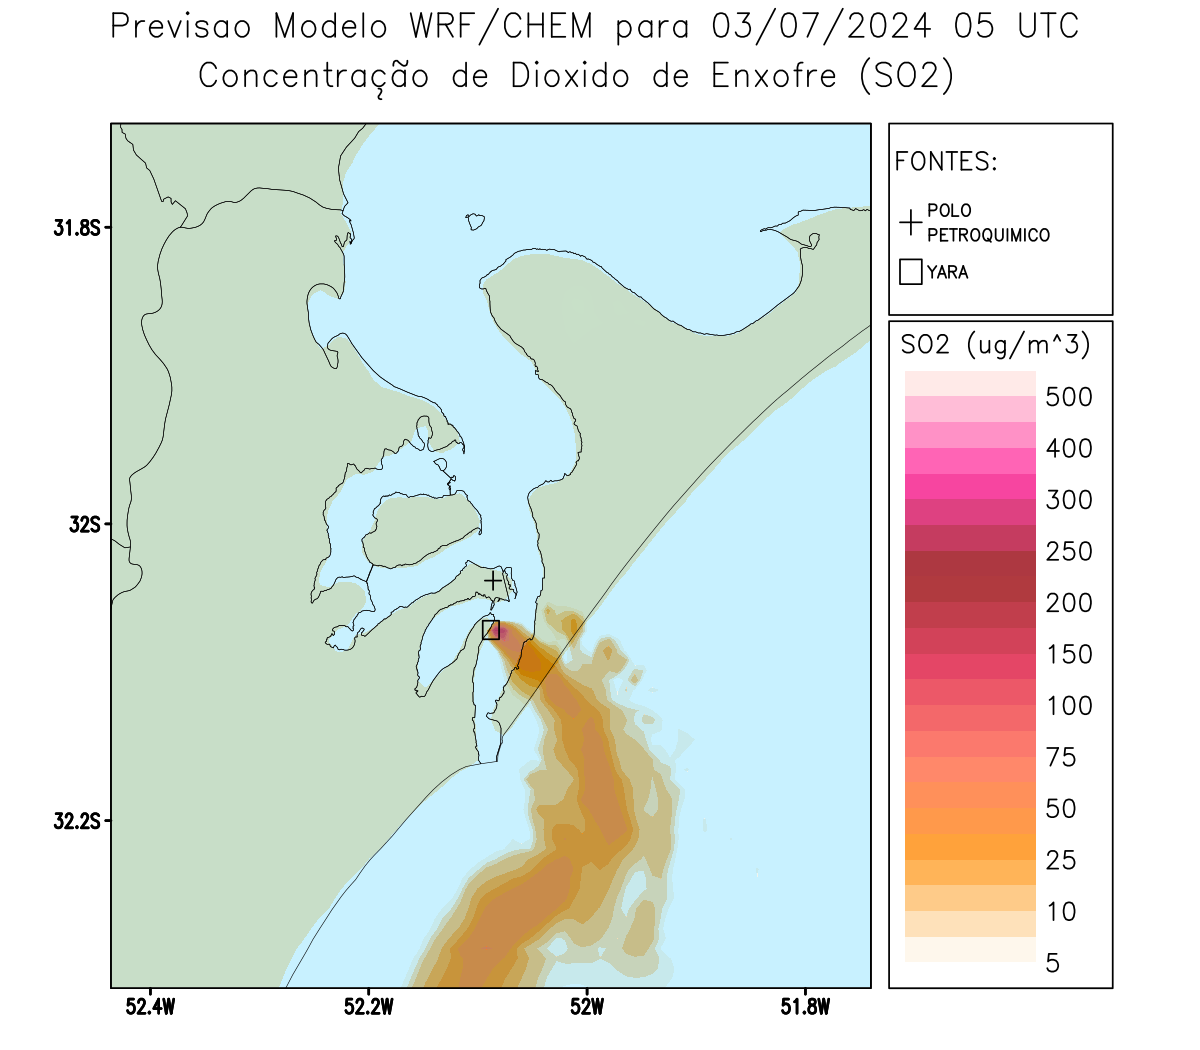 Previsao Modelo WRF/CHEM para 03/07/2024 05 UTC
Concentração de Dioxido de Enxofre (SO2)
FONTES:
POLO
PETROQUIMICO
YARA
SO2 (ug/m^3)
500
400
300
250
200
150
100
75
50
25
10
5
31.8S
32S
32.2S
52.4W
52.2W
52W
51.8W